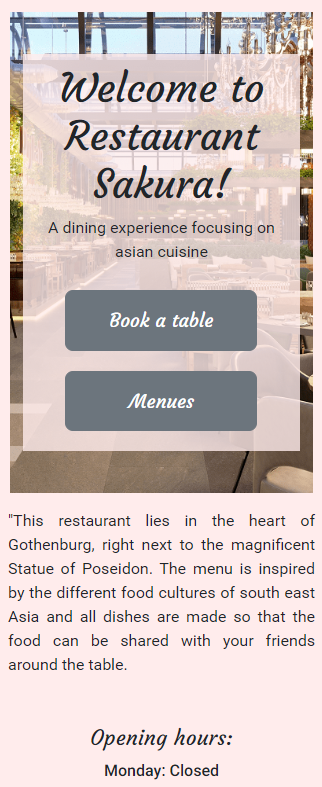 Welcome to
Restaurant
Sakura!
A dining experience focusing on
asian cuisine
Book a table
Menues
"This restaurant lies in the heart of
Gothenburg, right next to the magnificent
Statue of Poseidon. The menu is inspired
by the different food cultures of south east
Asia and all dishes are made so that the
food can be shared with your friends
around the table.
Opening hours:
Monday: Closed